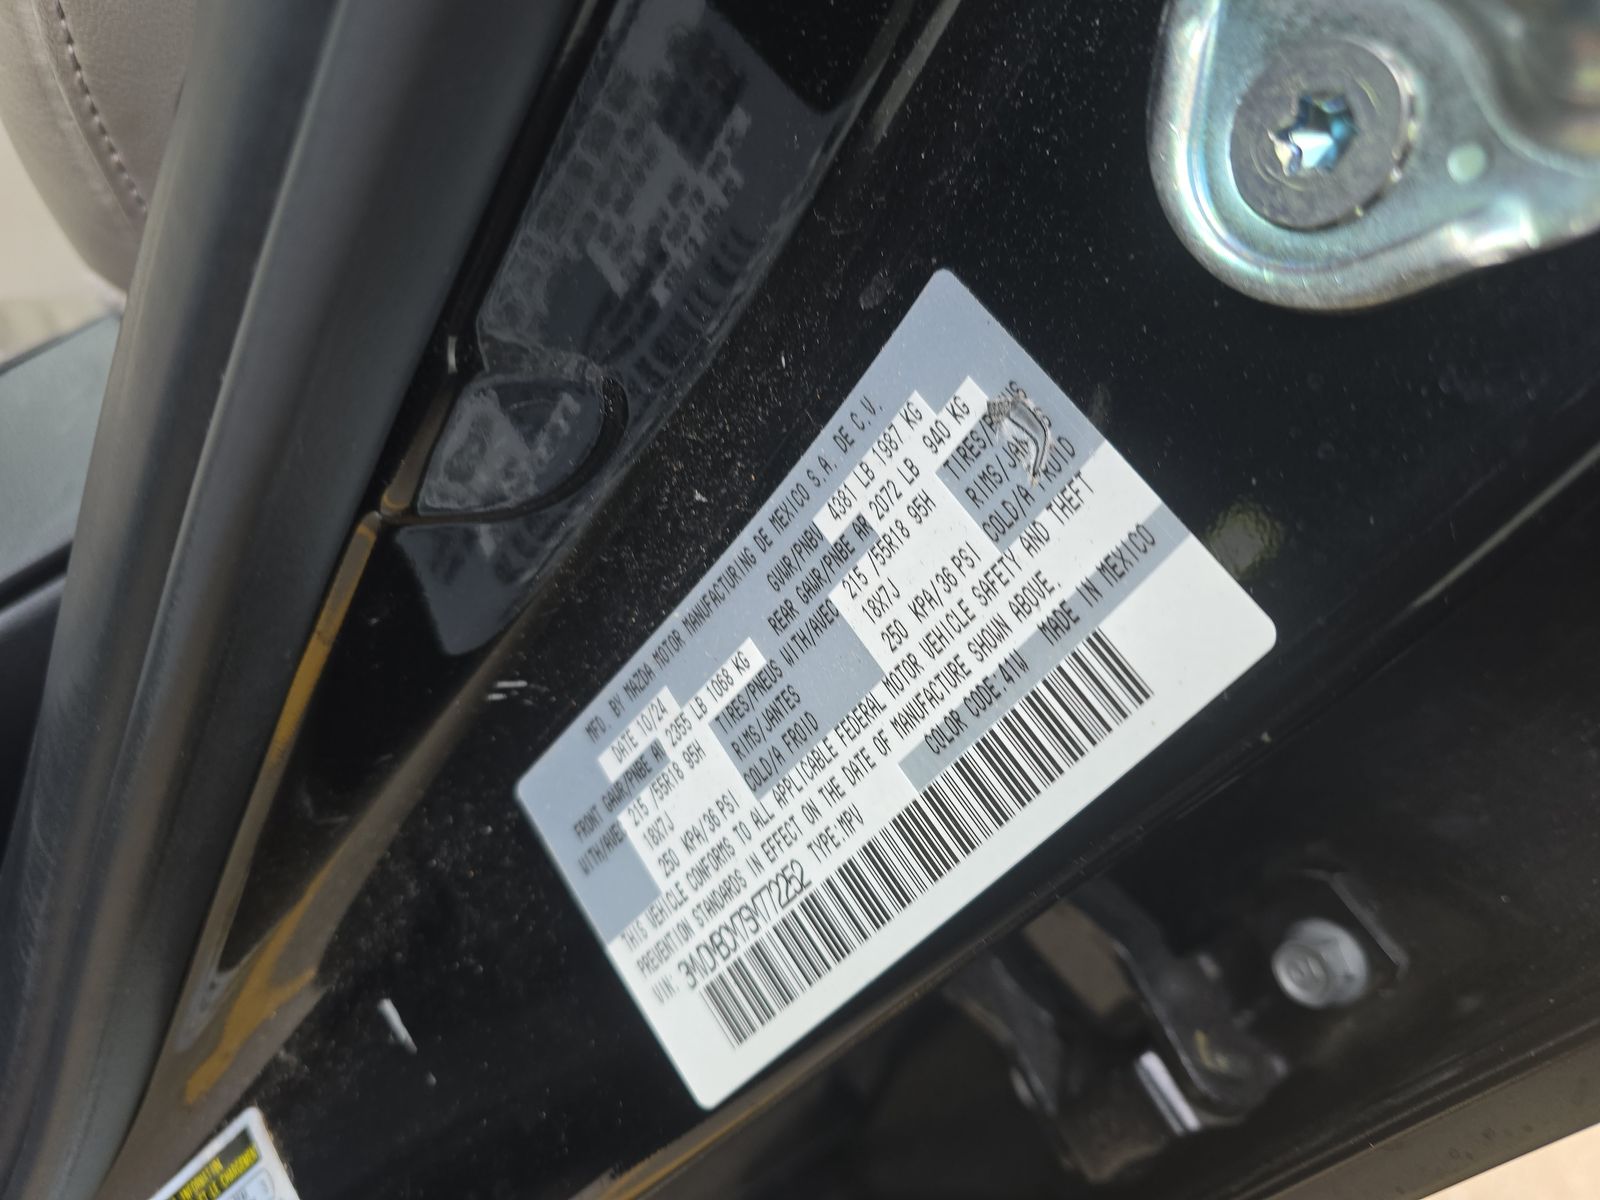 MFD. BY MAZDA MOTOR MANUFACTURING DE MEXICO S.A. DE C.V.
DATE 10/24 GVWR/PNBV 4381 LB 1987 KG
FRONT GAWR/PNBE AV 2355 LB 1068 KG REAR GAWR/PNBE AR 2072 LB 940 KG
WITH/AVEC 215 /55R18 95H TIRES/PNEUS WITH/AVEC 215 /55R18 95H TIRES/PNEUS
18X7J RIMS/JANTES 18X7J RIMS/JANTES
250 KPA/36 PSI COLD/A FROID 250 KPA/36 PSI COLD/A FROID
THIS VEHICLE CONFORMS TO ALL APPLICABLE FEDERAL MOTOR VEHICLE SAFETY AND THEFT
PREVENTION STANDARDS IN EFFECT ON THE DATE OF MANUFACTURE SHOWN ABOVE.
VIN: 3MVDMBCM7SM772252 TYPE:MPV COLOR CODE:41W MADE IN MEXICO